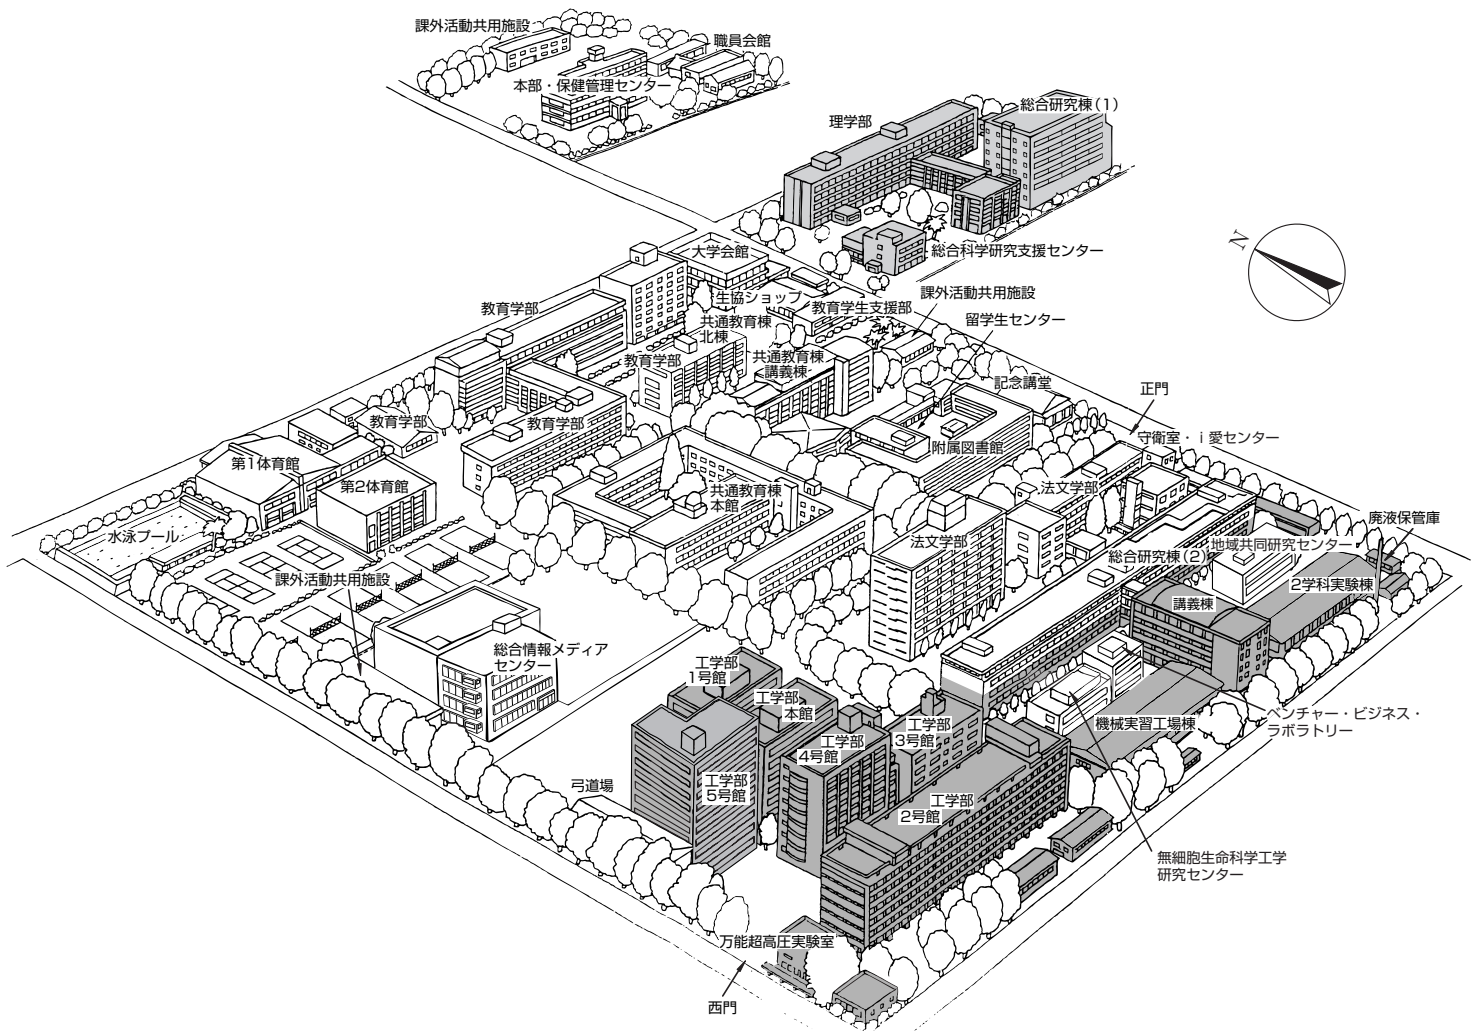 課外活動共用施設
職員会館
本部・保健管理センター
総合研究棟(1)
理学部
総合科学研究支援センター
N
大学会館
生協ショップ
教育学生支援部
課外活動共用施設
留学生センター
教育学部
共通教育棟
北棟
教育学部
共通教育棟
講義棟
記念講堂
正門
守衛室・i愛センター
教育学部
教育学部
附属図書館
第1体育館
第2体育館
共通教育棟
本館
法文学部
水泳プール
法文学部
総合研究棟(2)
地域共同研究センター
廃液保管庫
2学科実験棟
講義棟
課外活動共用施設
総合情報メディア
センター
工学部
1号館
工学部
本館
工学部
3号館
工学部
4号館
工学部
5号館
工学部
2号館
機械実習工場棟
ベンチャー・ビジネス・
ラボラトリー
弓道場
無細胞生命科学工学
研究センター
万能超高圧実験室
西門